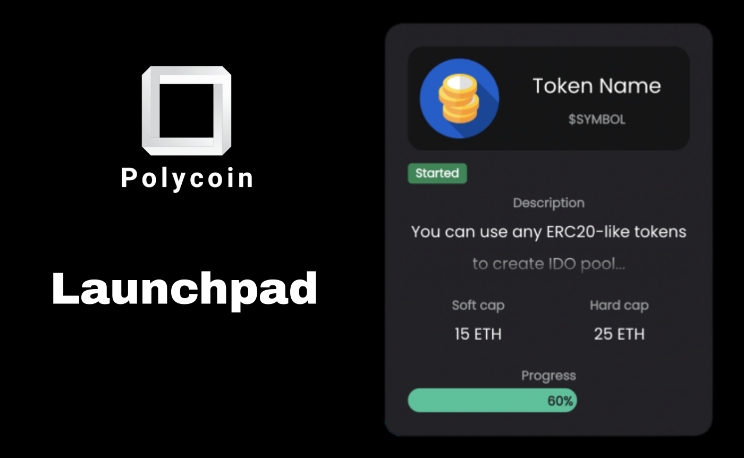 Polycoin
Launchpad
Token Name
$SYMBOL
Started
Description
You can use any ERC20-like tokens
to create IDO pool...
Soft cap
Hard cap
15 ETH
25 ETH
Progress
60%